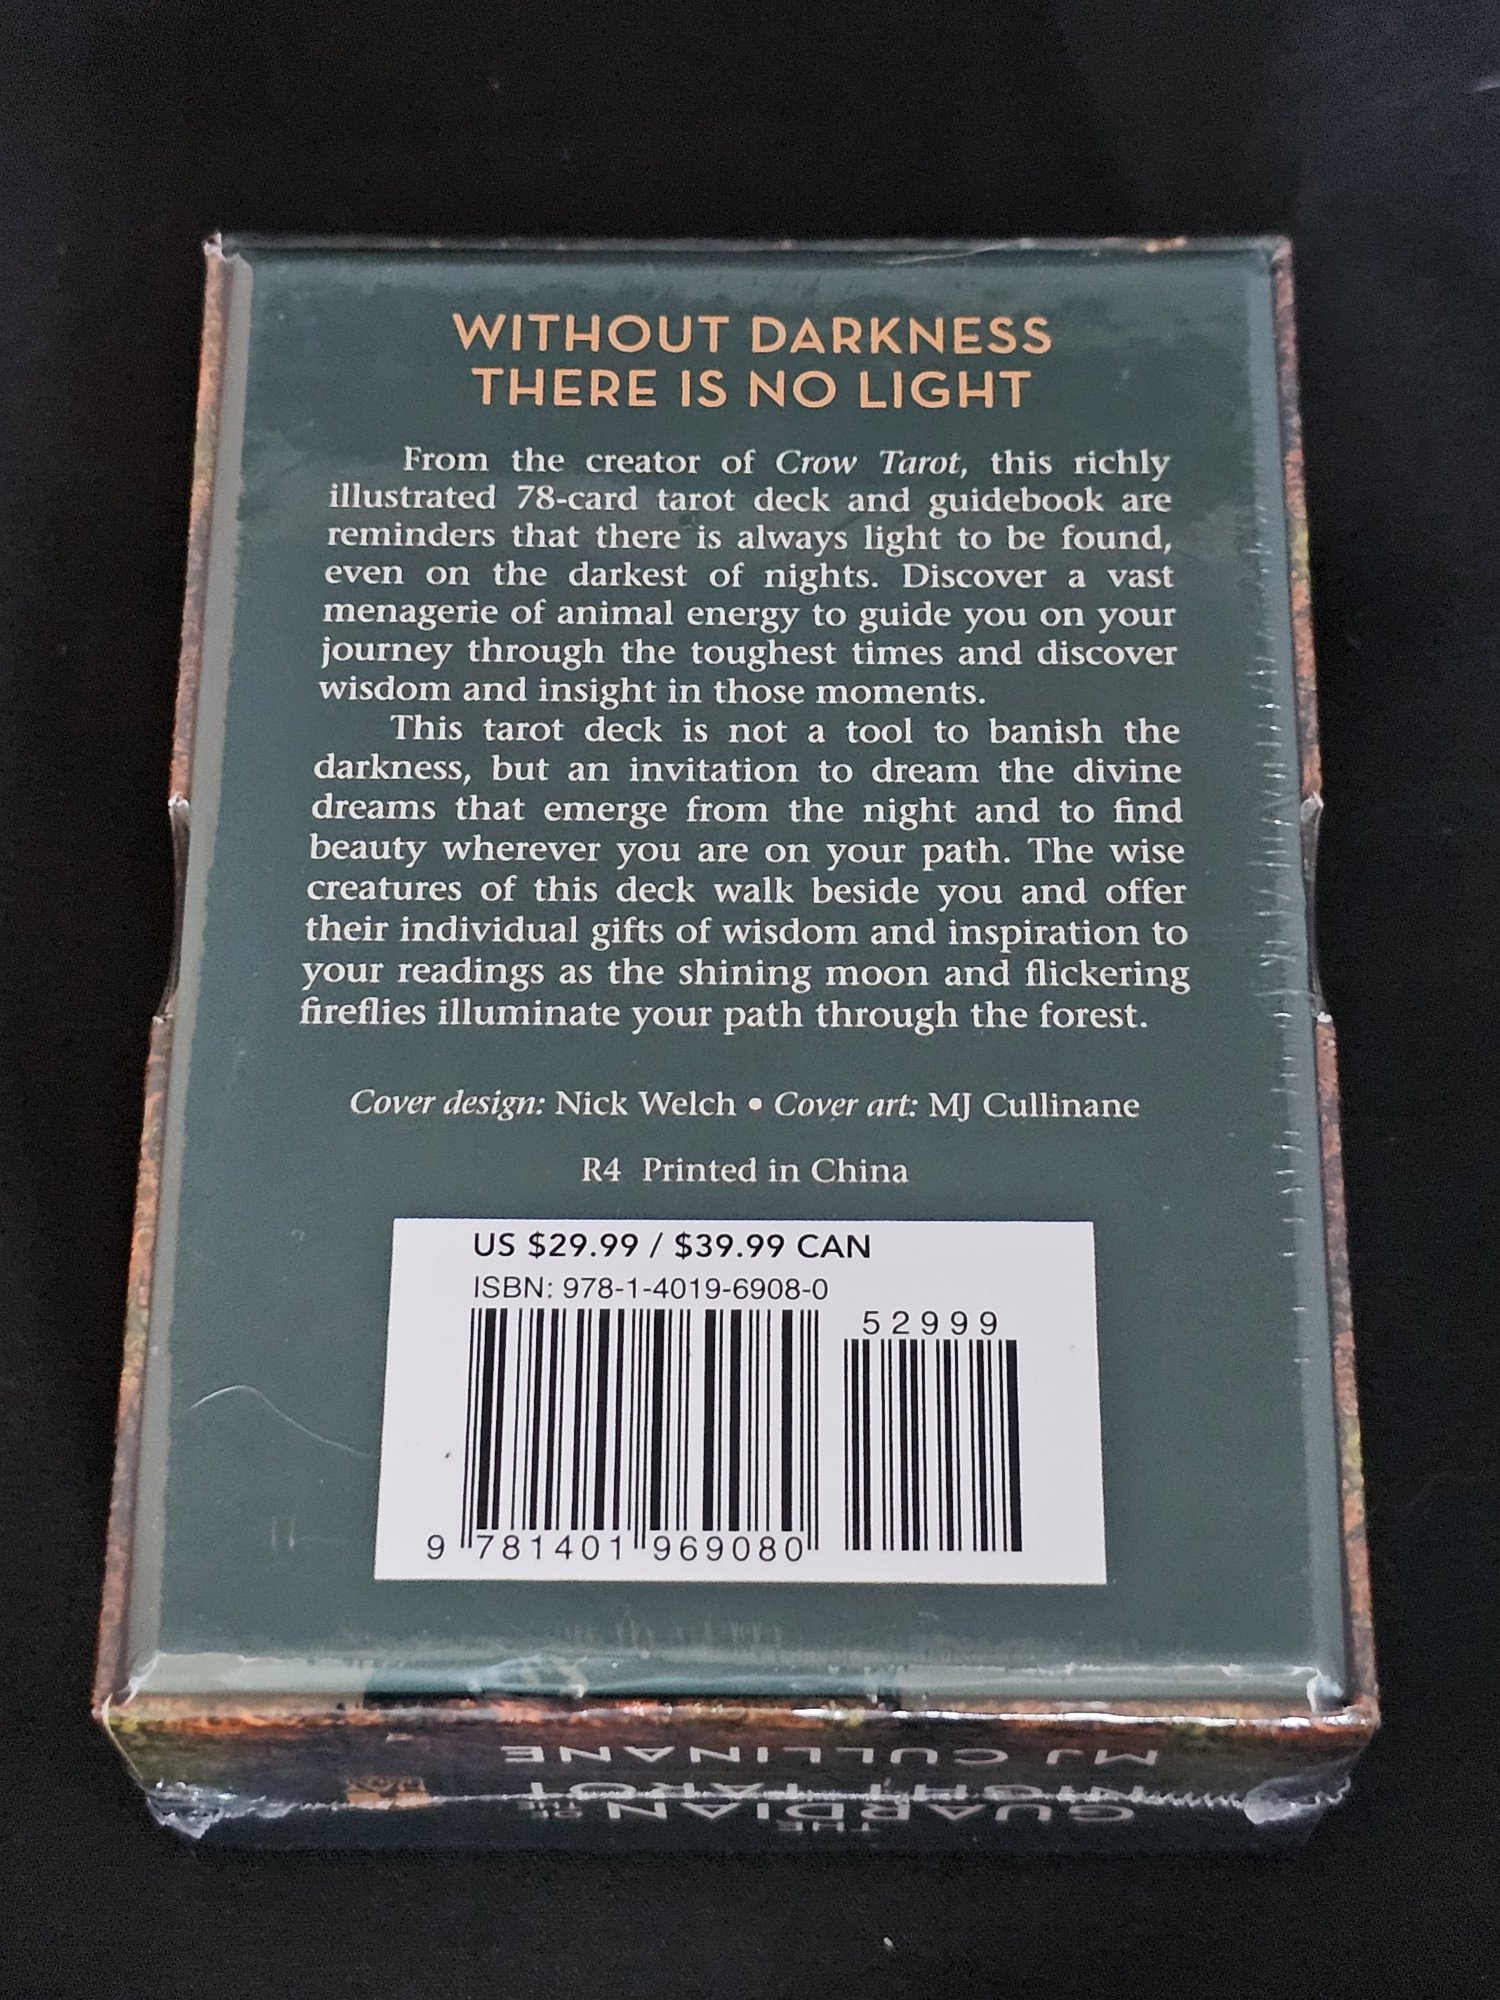 WITHOUT DARKNESS
THERE IS NO LIGHT
From the creator of Crow Tarot, this richly
illustrated 78-card tarot deck and guidebook are
reminders that there is always light to be found,
even on the darkest of nights. Discover a vast
menagerie of animal energy to guide you on your
journey through the toughest times and discover
wisdom and insight in those moments.
This tarot deck is not a tool to banish the
darkness, but an invitation to dream the divine
dreams that emerge from the night and to find
beauty wherever you are on your path. The wise
creatures of this deck walk beside you and offer
their individual gifts of wisdom and inspiration to
your readings as the shining moon and flickering
fireflies illuminate your path through the forest.
Cover design: Nick Welch • Cover art: MJ Cullinane
R4 Printed in China
US $29.99 / $39.99 CAN
ISBN: 978-1-4019-6908-0
52999
9 781401 969080
THE
GUARDIAN OF THE
NIGHT TAROT
MJ CULLINANE